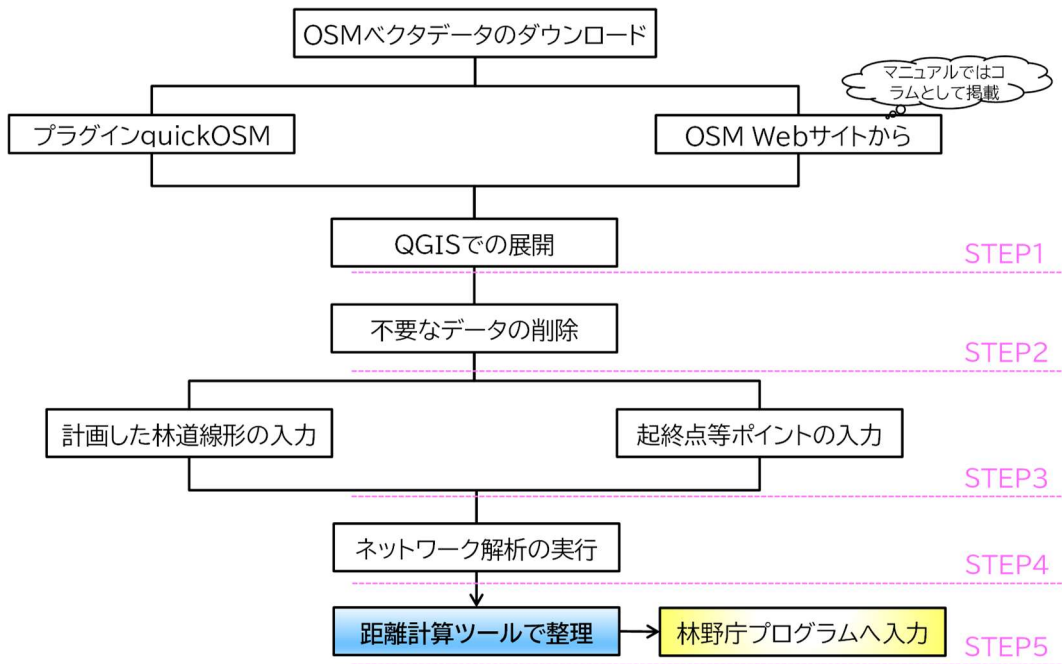 OSMベクタデータのダウンロード
マニュアルではコ
ラムとして掲載
プラグインquickOSM
OSM Webサイトから
QGISでの展開
STEP1
不要なデータの削除
STEP2
計画した林道線形の入力
起終点等ポイントの入力
STEP3
ネットワーク解析の実行
STEP4
距離計算ツールで整理
林野庁プログラムへ入力
STEP5